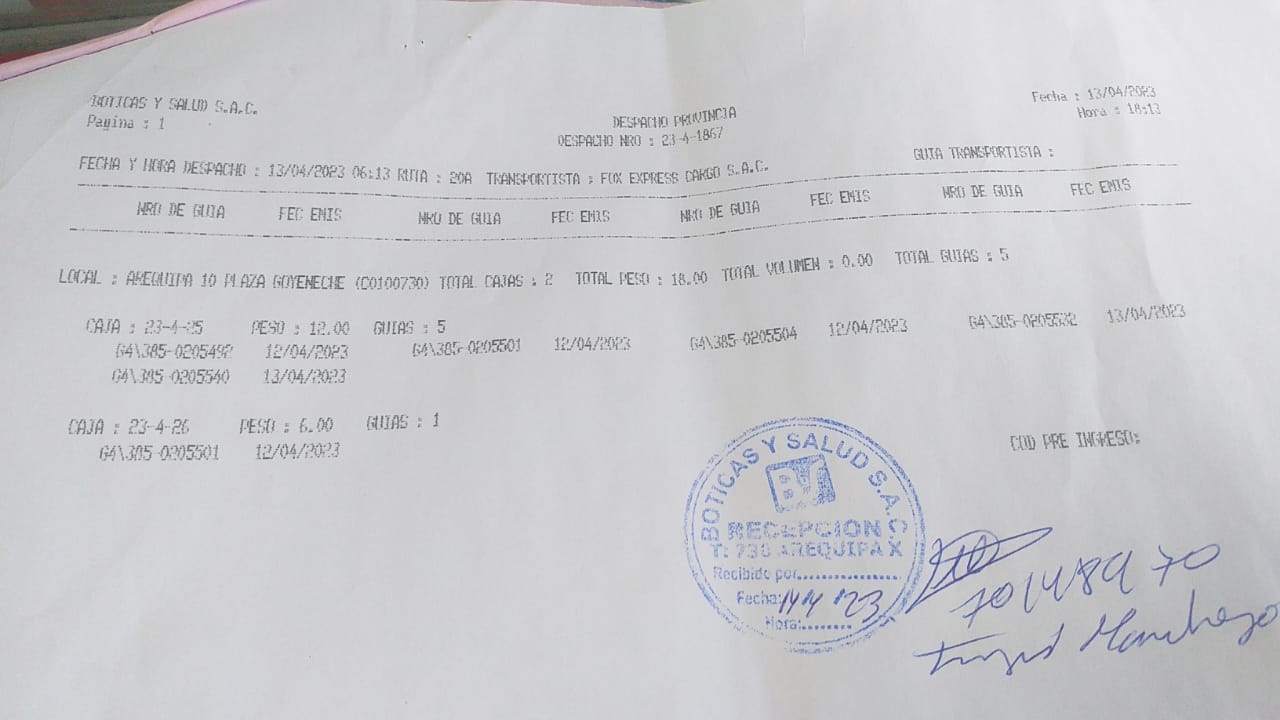 BOTICAS Y SALUD S.A.C.
Pagina : 1
DESPACHO PROVINCIA
DESPACHO NRO : 23-4-1867
Fecha : 13/04/2023
Hora : 18:13
FECHA Y HORA DESPACHO : 13/04/2023 06:13 RUTA : 20A TRANSPORTISTA : FOX EXPRESS CARGO S.A.C. GUIA TRANSPORTISTA :
NRO DE GUIA FEC EMIS NRO DE GUIA FEC EMIS NRO DE GUIA FEC EMIS NRO DE GUIA FEC EMIS
LOCAL : AREQUIPA 10 PLAZA GOYENECHE (C0100730) TOTAL CAJAS : 2 TOTAL PESO : 18.00 TOTAL VOLUMEN : 0.00 TOTAL GUIAS : 5
CAJA : 23-4-25 PESO : 12.00 GUIAS : 5
G4\385-0205492 12/04/2023 G4\385-0205501 12/04/2023 G4\385-0205504 12/04/2023 G4\385-0205532 13/04/2023
G4\385-0205540 13/04/2023
CAJA : 23-4-26 PESO : 6.00 GUIAS : 1
G4\385-0205501 12/04/2023
COD PRE INGRESO:
BOTICAS Y SALUD S.A.C
BS
RECEPCION
T: 730 AREQUIPA X
Recibido por
Fecha: 14/4/23
Hora:
70148970